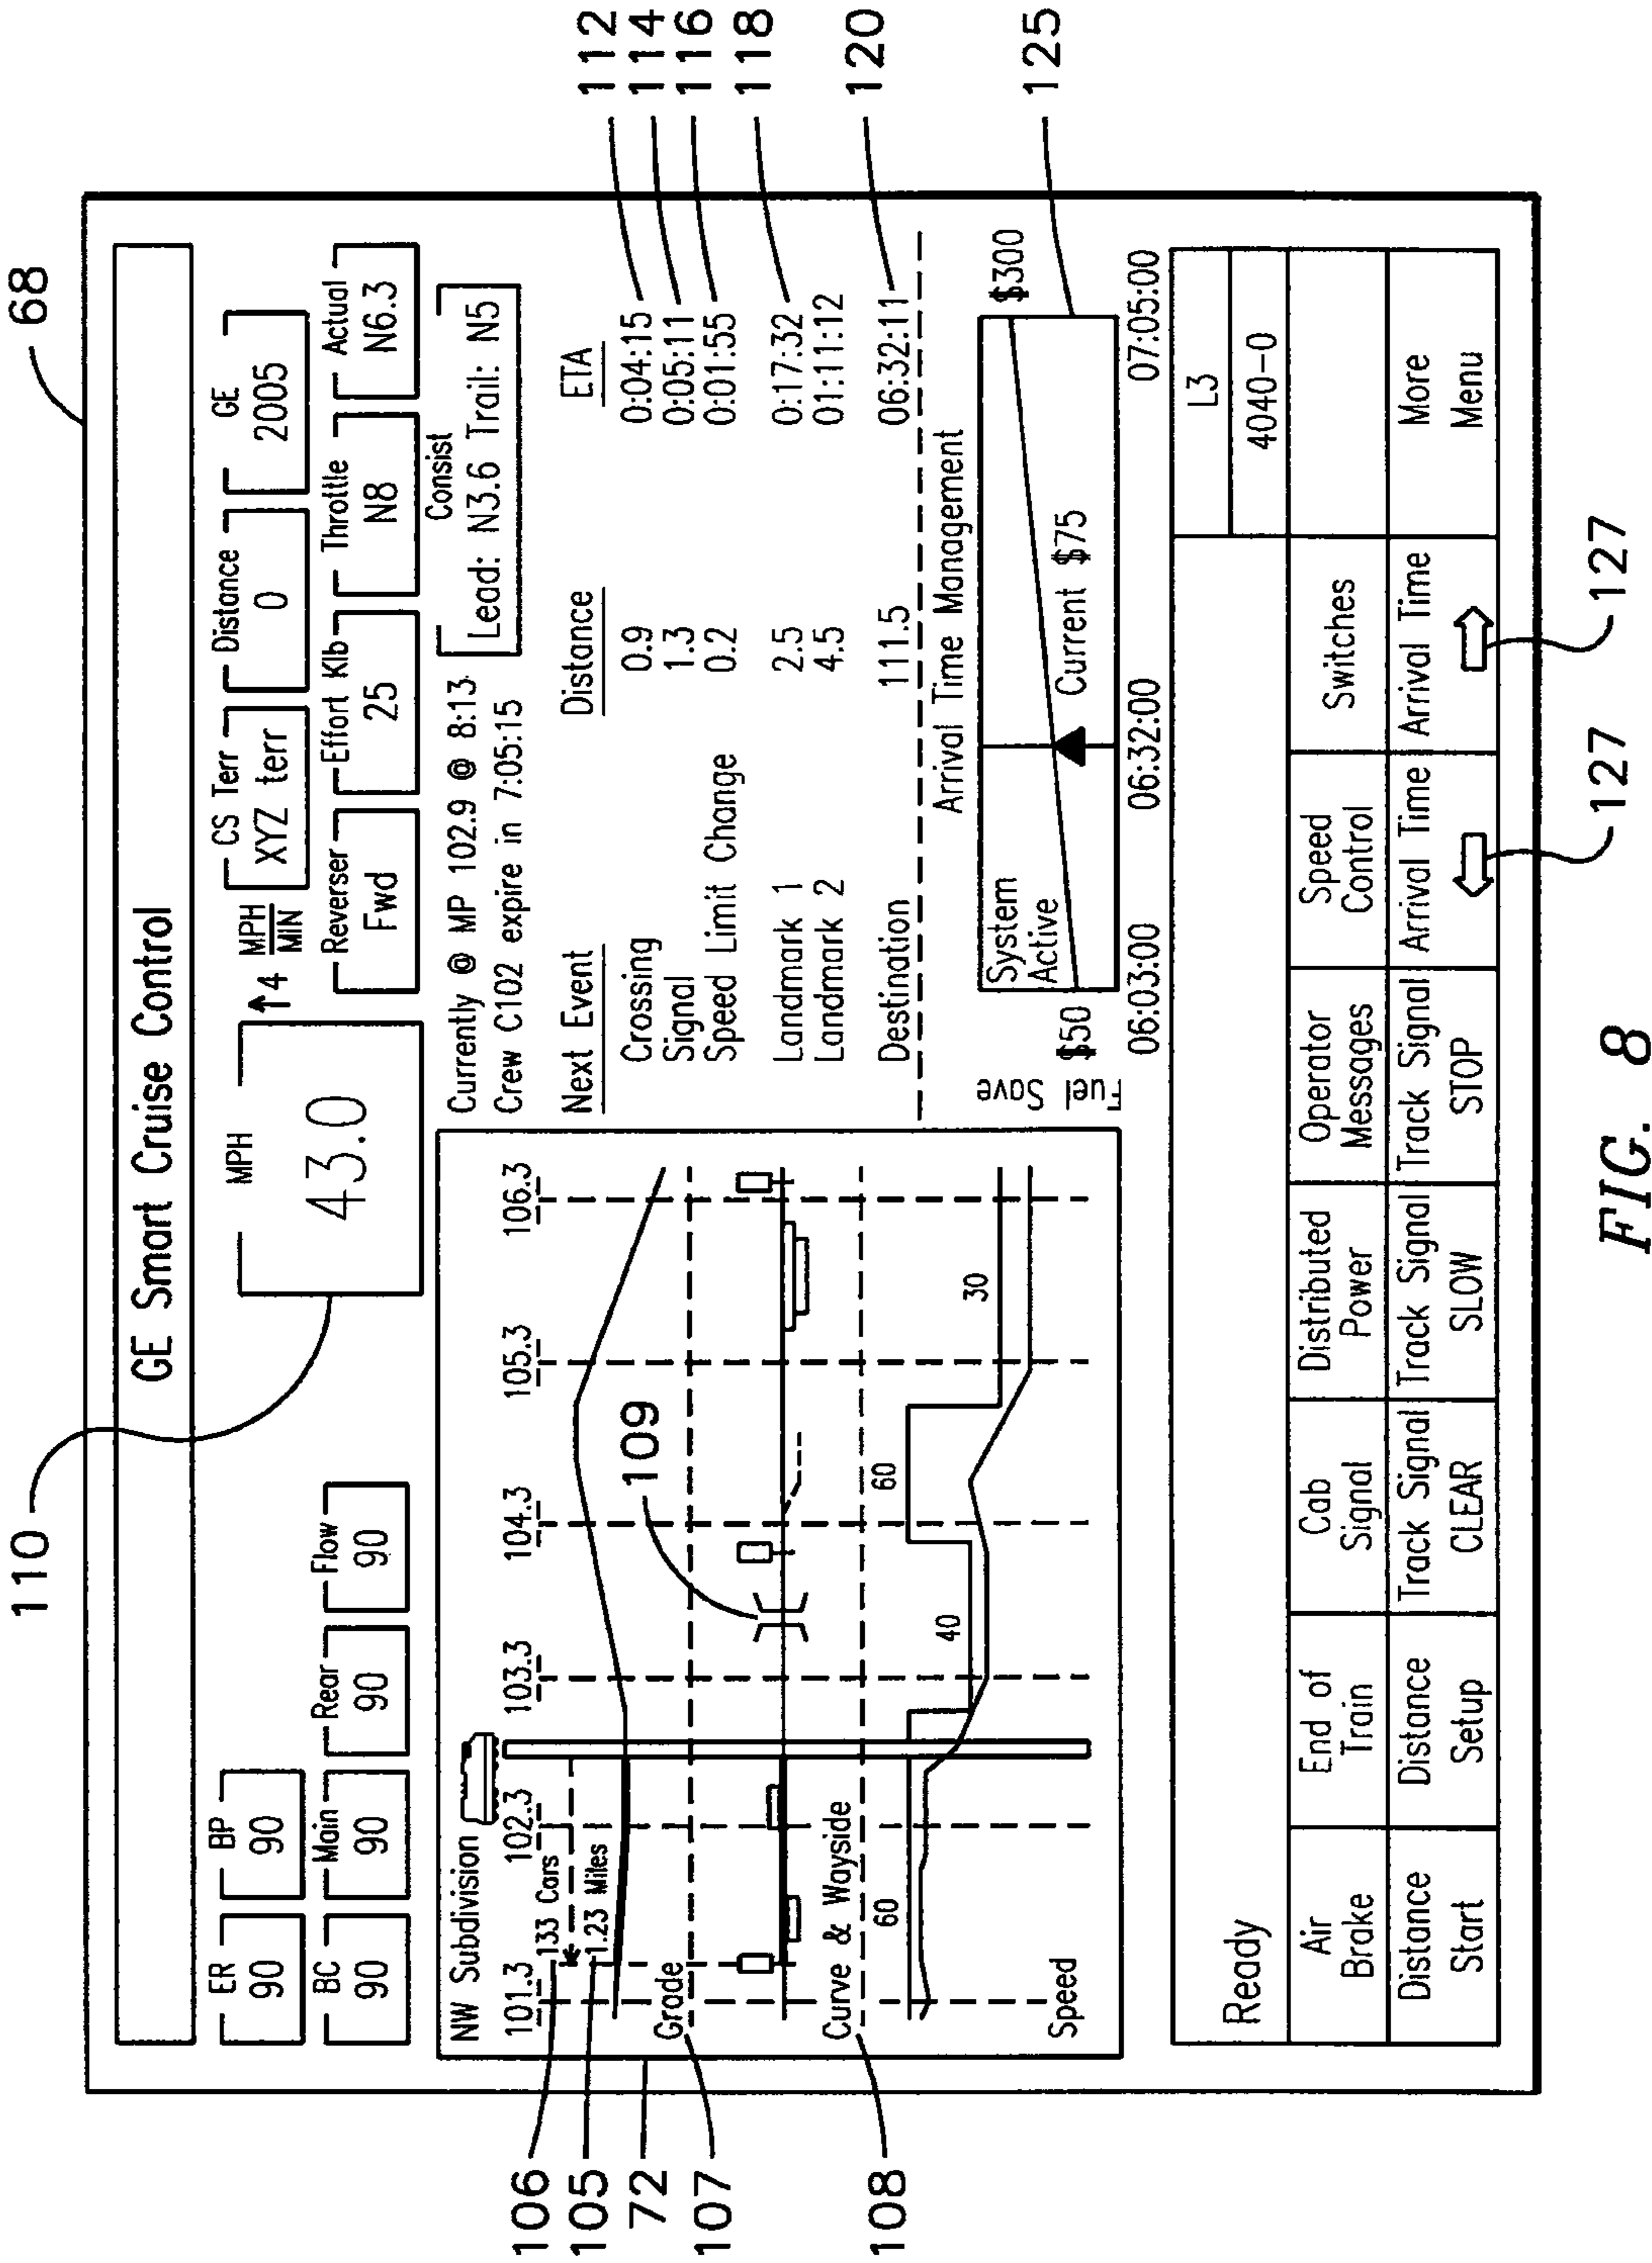 110
68
GE Smart Cruise Control
ER 90
BP 90
BC 90
Main 90
Rear 90
Flow 90
MPH
43.0
↑4 MPH
MIN
CS Terr
XYZ terr
Distance
0
GE
2005
Reverser
Fwd
Effort Klb
25
Throttle
N8
Actual
N6.3
Currently @ MP 102.9 @ 8:13
Crew C102 expire in 7:05:15
Consist
Lead: N3.6 Trail: N5
Next Event Distance ETA
Crossing 0.9 0:04:15
Signal 1.3 0:05:11
Speed Limit Change 0.2 0:01:55
Landmark 1 2.5 0:17:32
Landmark 2 4.5 01:11:12
Destination 111.5 06:32:11
112
114
116
118
120
125
NW Subdivision
101.3 102.3 103.3 104.3 105.3 106.3
133 Cars
1.23 Miles
Grade
109
Curve & Wayside
60 40 60 30
Speed
106
105
72
107
108
Arrival Time Management
Fuel
Save
$50
System
Active
Current $75
$300
06:03:00 06:32:00 07:05:00
Ready
L3
4040-0
Air
Brake
End of
Train
Cab
Signal
Distributed
Power
Operator
Messages
Speed
Control
Switches
Distance
Start
Distance
Setup
Track Signal
CLEAR
Track Signal
SLOW
Track Signal
STOP
Arrival Time
Arrival Time
More
Menu
127
127
FIG. 8